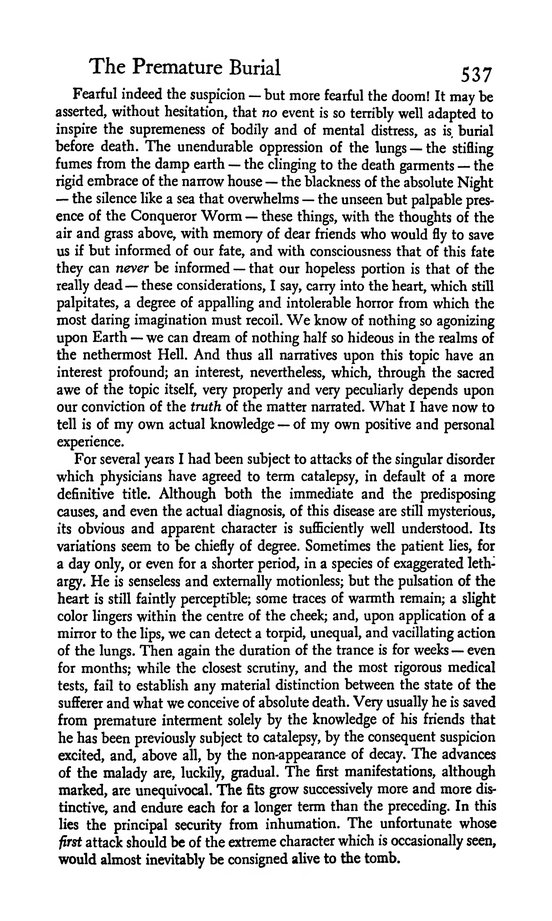 The Premature Burial
537
Fearful indeed the suspicion — but more fearful the doom! It may be
asserted, without hesitation, that no event is so terribly well adapted to
inspire the supremeness of bodily and of mental distress, as is burial
before death. The unendurable oppression of the lungs — the stifling
fumes from the damp earth — the clinging to the death garments — the
rigid embrace of the narrow house — the blackness of the absolute Night
— the silence like a sea that overwhelms — the unseen but palpable pres-
ence of the Conqueror Worm — these things, with the thoughts of the
air and grass above, with memory of dear friends who would fly to save
us if but informed of our fate, and with consciousness that of this fate
they can never be informed — that our hopeless portion is that of the
really dead — these considerations, I say, carry into the heart, which still
palpitates, a degree of appalling and intolerable horror from which the
most daring imagination must recoil. We know of nothing so agonizing
upon Earth — we can dream of nothing half so hideous in the realms of
the nethermost Hell. And thus all narratives upon this topic have an
interest profound; an interest, nevertheless, which, through the sacred
awe of the topic itself, very properly and very peculiarly depends upon
our conviction of the truth of the matter narrated. What I have now to
tell is of my own actual knowledge — of my own positive and personal
experience.
For several years I had been subject to attacks of the singular disorder
which physicians have agreed to term catalepsy, in default of a more
definitive title. Although both the immediate and the predisposing
causes, and even the actual diagnosis, of this disease are still mysterious,
its obvious and apparent character is sufficiently well understood. Its
variations seem to be chiefly of degree. Sometimes the patient lies, for
a day only, or even for a shorter period, in a species of exaggerated leth-
argy. He is senseless and externally motionless; but the pulsation of the
heart is still faintly perceptible; some traces of warmth remain; a slight
color lingers within the centre of the cheek; and, upon application of a
mirror to the lips, we can detect a torpid, unequal, and vacillating action
of the lungs. Then again the duration of the trance is for weeks — even
for months; while the closest scrutiny, and the most rigorous medical
tests, fail to establish any material distinction between the state of the
sufferer and what we conceive of absolute death. Very usually he is saved
from premature interment solely by the knowledge of his friends that
he has been previously subject to catalepsy, by the consequent suspicion
excited, and, above all, by the non-appearance of decay. The advances
of the malady are, luckily, gradual. The first manifestations, although
marked, are unequivocal. The fits grow successively more and more dis-
tinctive, and endure each for a longer term than the preceding. In this
lies the principal security from inhumation. The unfortunate whose
first attack should be of the extreme character which is occasionally seen,
would almost inevitably be consigned alive to the tomb.